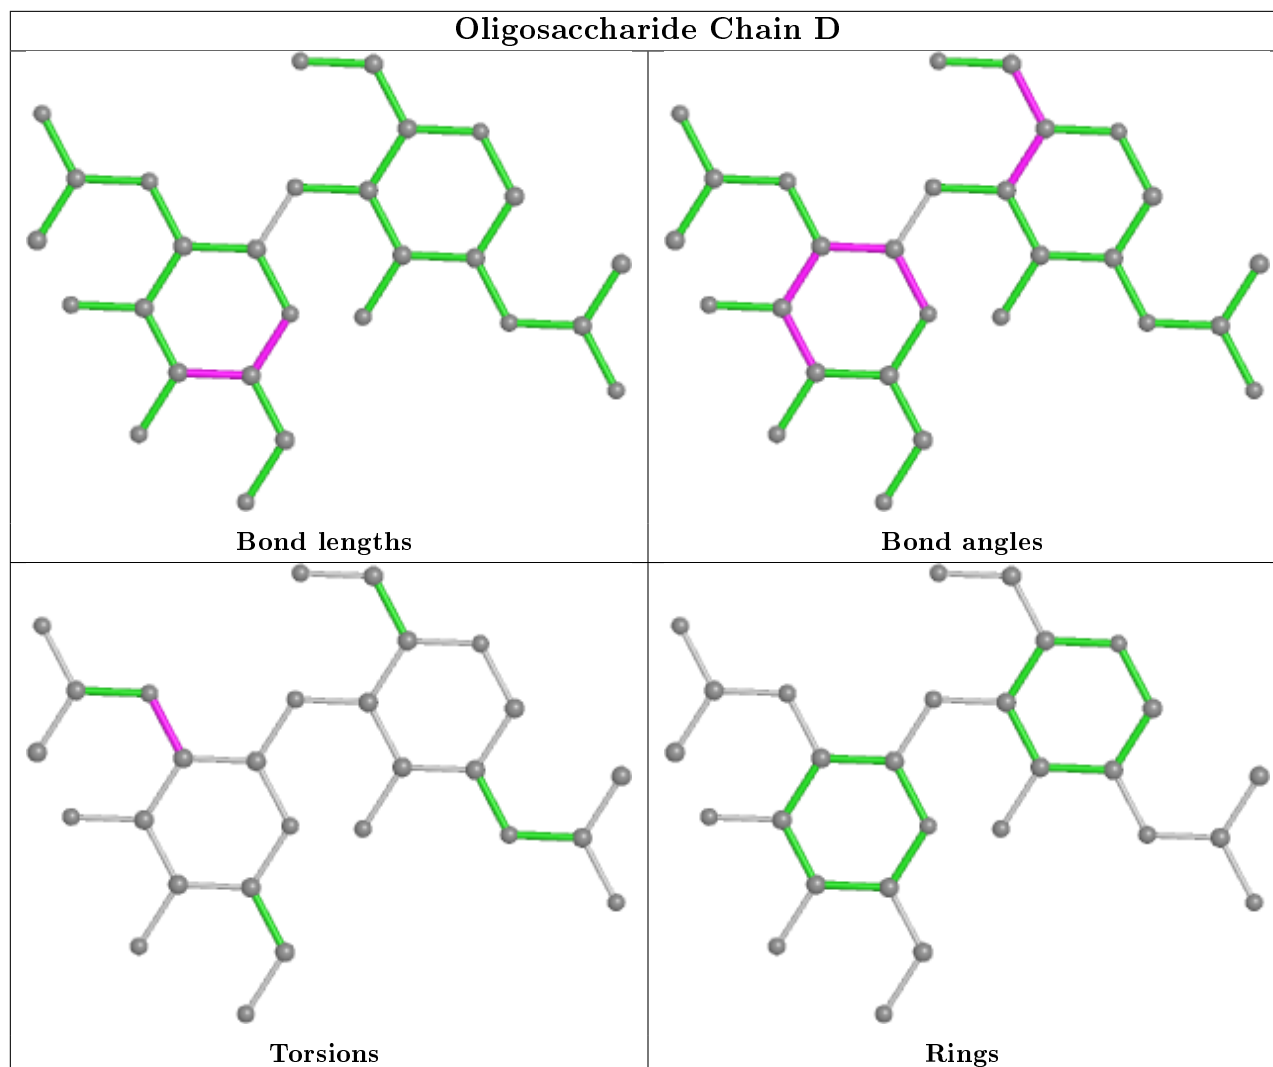 Oligosaccharide Chain D
Bond lengths
Bond angles
Torsions
Rings